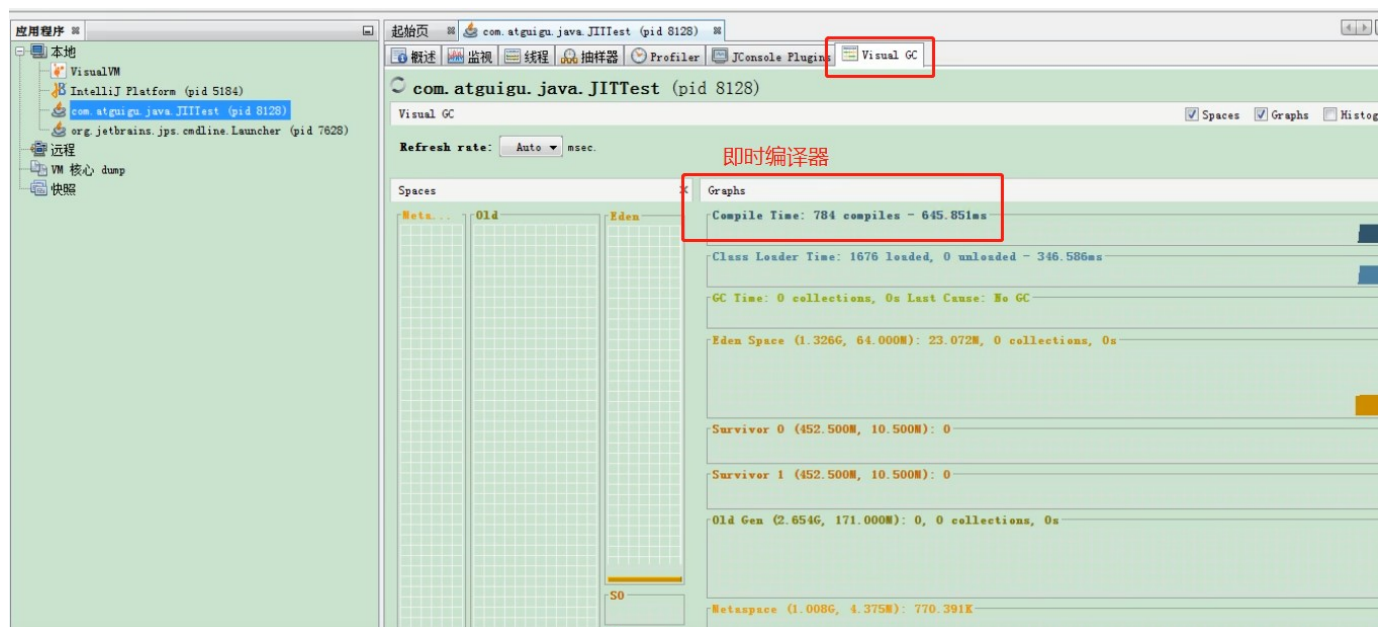 应用程序
本地
VisualVM
IntelliJ Platform (pid 5184)
com.atguigu.java.JITTest (pid 8128)
org.jetbrains.jps.cmdline.Launcher (pid 7628)
远程
VM 核心 dump
快照
起始页 com.atguigu.java.JITTest (pid 8128)
概述 监视 线程 抽样器 Profiler JConsole Plugins Visual GC
com.atguigu.java.JITTest (pid 8128)
Visual GC Spaces Graphs Histog
Refresh rate: Auto msec.
即时编译器
Spaces Graphs
Meta... Old Eden
Compile Time: 784 compiles - 645.851ms
Class Loader Time: 1676 loaded, 0 unloaded - 346.586ms
GC Time: 0 collections, 0s Last Cause: No GC
Eden Space (1.326G, 64.000M): 23.072M, 0 collections, 0s
Survivor 0 (452.500M, 10.500M): 0
Survivor 1 (452.500M, 10.500M): 0
Old Gen (2.654G, 171.000M): 0, 0 collections, 0s
S0
Metaspace (1.008G, 4.375M): 770.391K